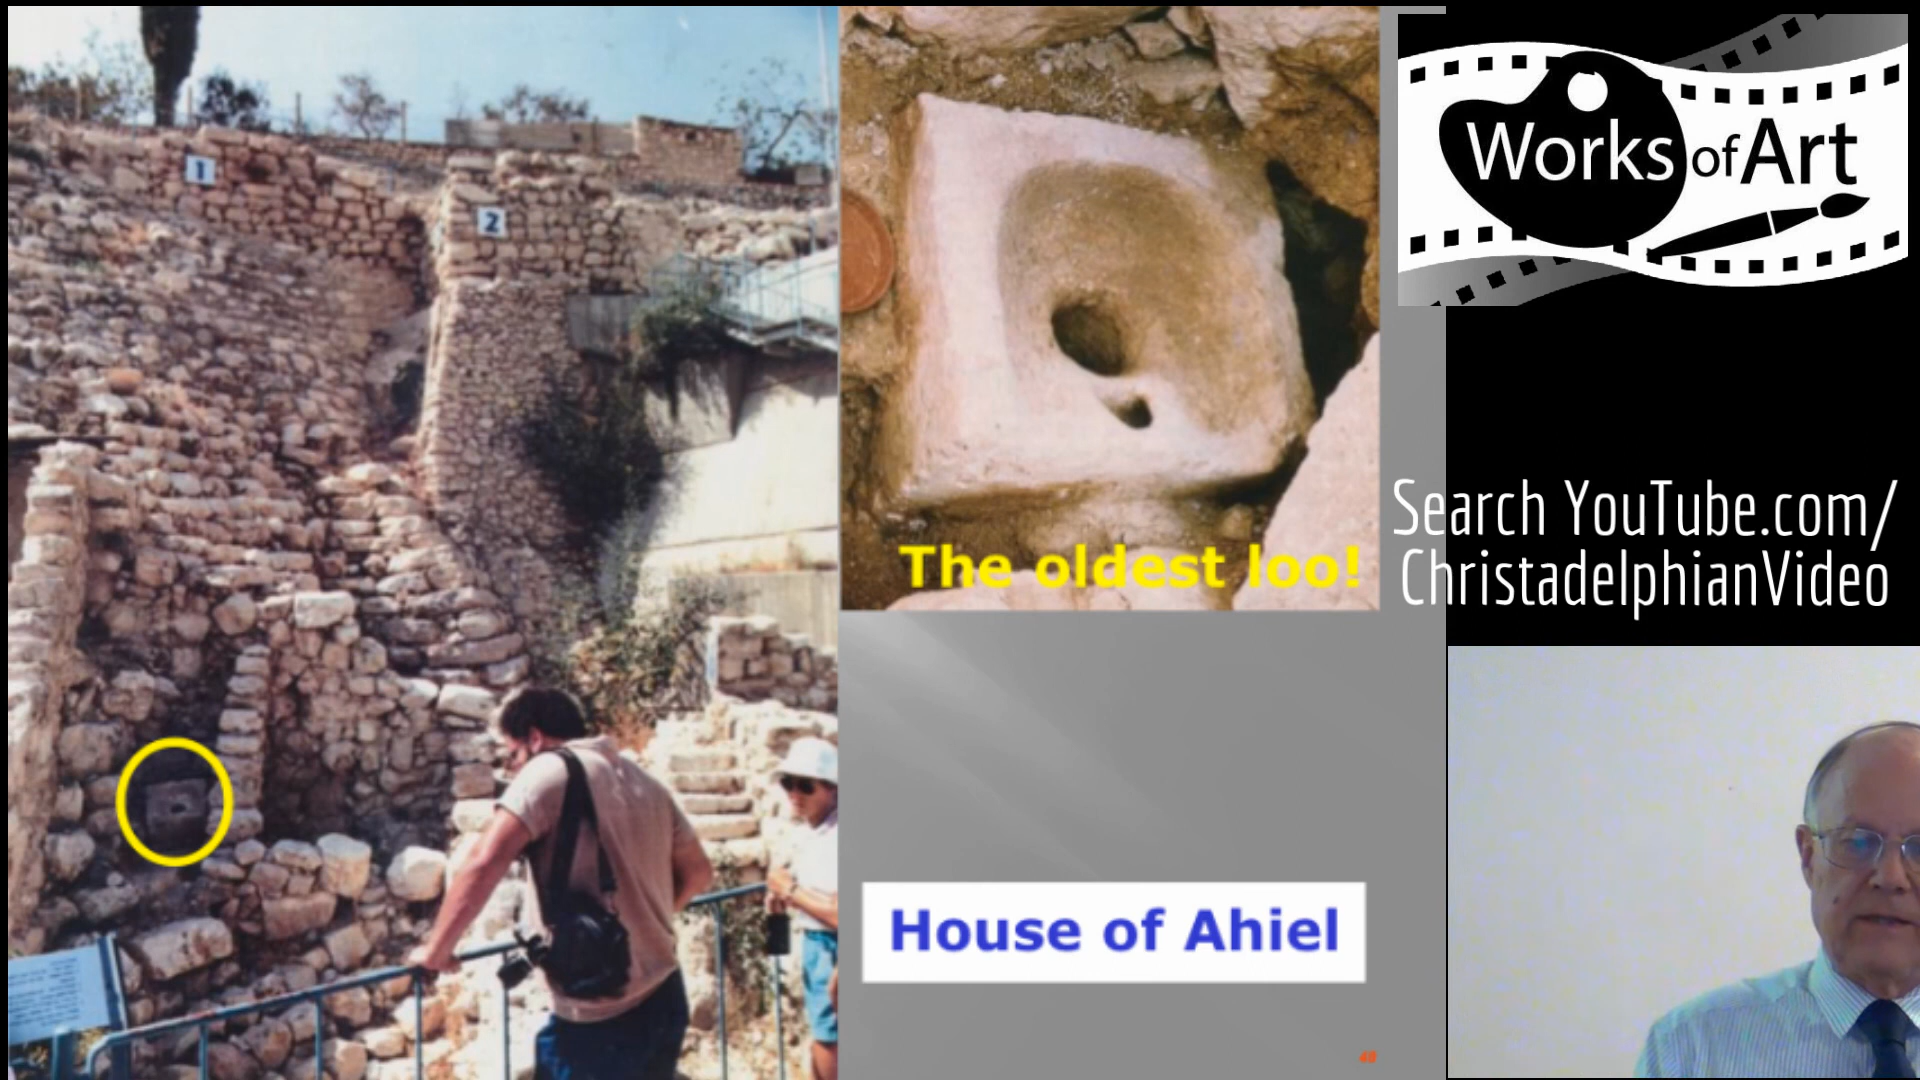 1
2
The oldest loo!
House of Ahiel
Works of Art
Search YouTube.com/
ChristadelphianVideo